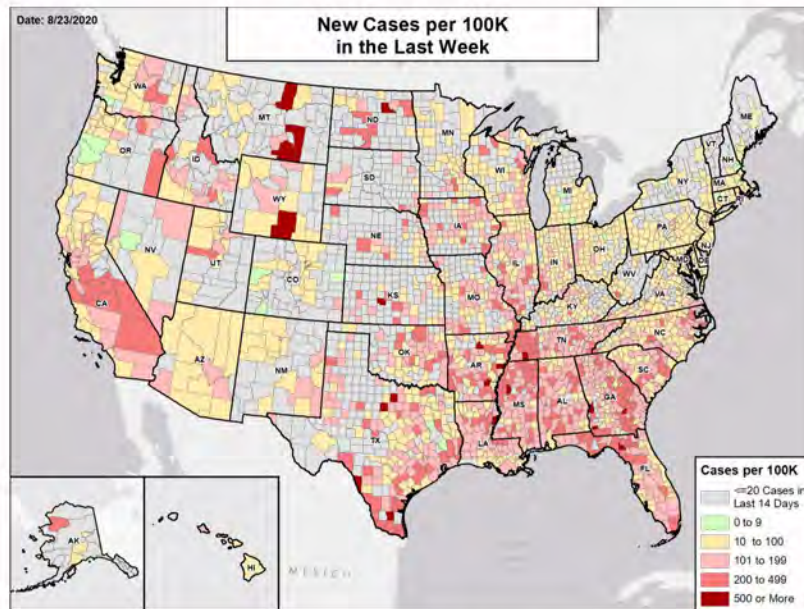 Date: 8/23/2020
New Cases per 100K
in the Last Week
WA
MT
ND
MN
ME
OR
ID
WY
SD
WI
MI
VT
NH
NY
MA
CT
RI
NV
UT
CO
NE
IA
IL
IN
OH
PA
NJ
MD
DE
CA
AZ
NM
KS
MO
KY
WV
VA
OK
AR
TN
NC
SC
TX
LA
MS
AL
GA
FL
AK
HI
MEXICO
Cases per 100K
<=20 Cases in
Last 14 Days
0 to 9
10 to 100
101 to 199
200 to 499
500 or More